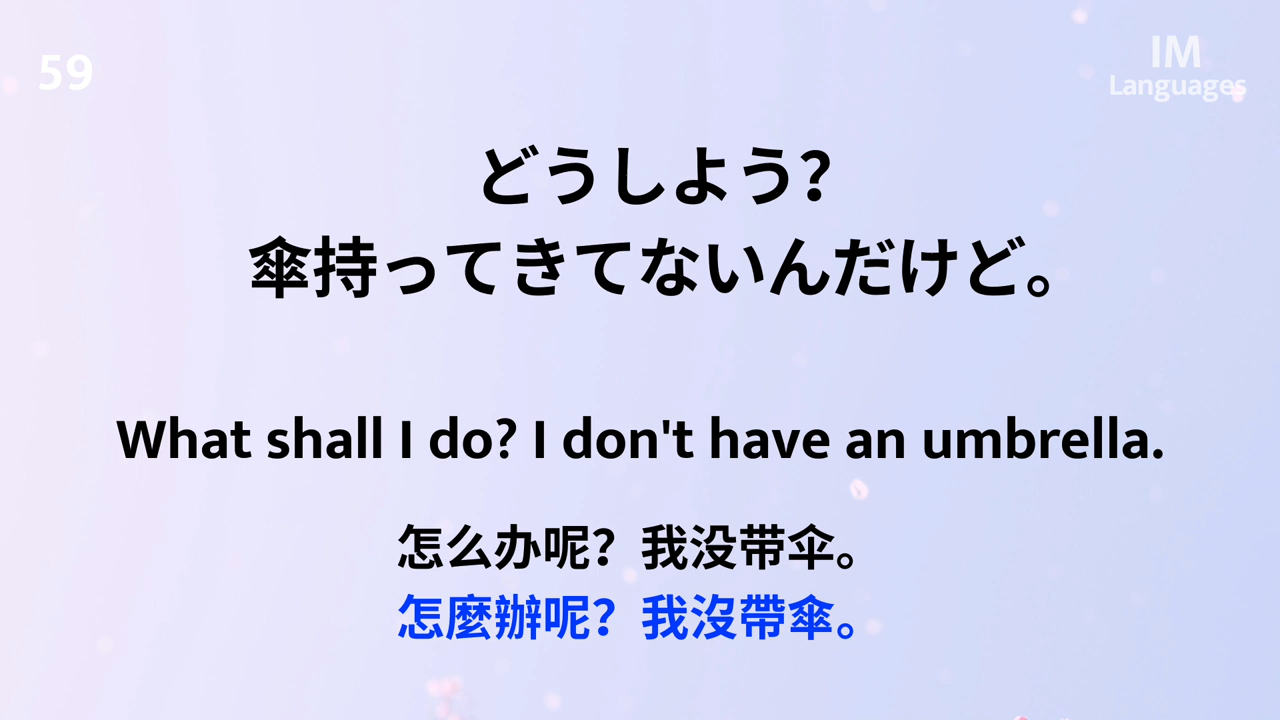 59
IM
Languages
どうしよう?
傘持ってきてないんだけど。
What shall I do? I don't have an umbrella.
怎么办呢？我没带伞。
怎麼辦呢？我沒帶傘。